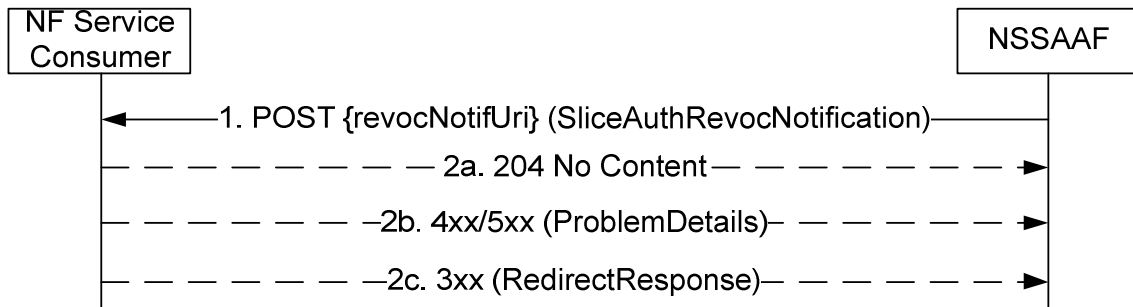 NF Service
Consumer
NSSAAF
1. POST {revocNotifUri} (SliceAuthRevocNotification)
2a. 204 No Content
2b. 4xx/5xx (ProblemDetails)
2c. 3xx (RedirectResponse)